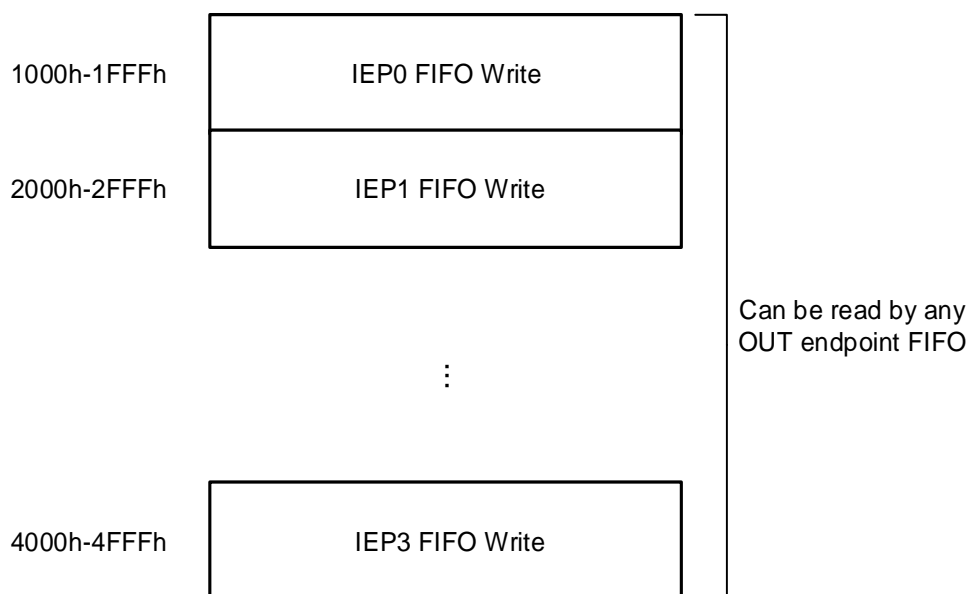 1000h-1FFFh IEP0 FIFO Write
2000h-2FFFh IEP1 FIFO Write
Can be read by any
OUT endpoint FIFO
⋮
4000h-4FFFh IEP3 FIFO Write